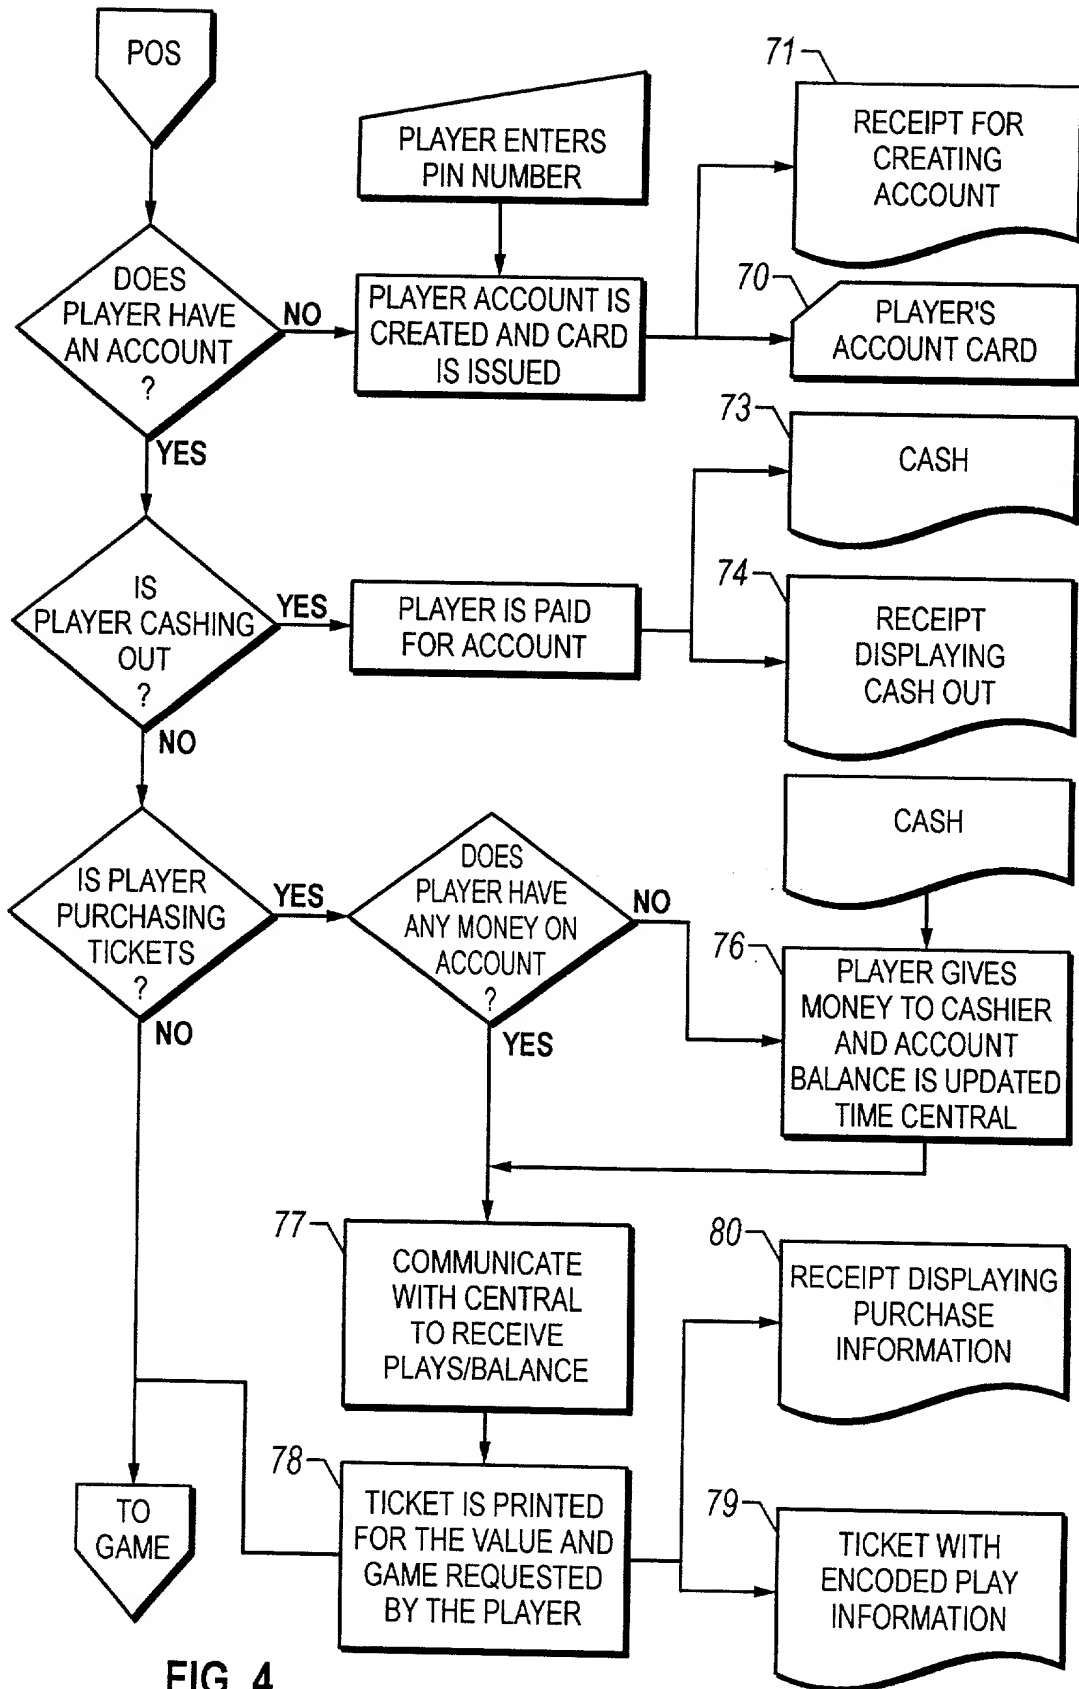 POS
71
RECEIPT FOR
CREATING
ACCOUNT
PLAYER ENTERS
PIN NUMBER
DOES
PLAYER HAVE
AN ACCOUNT
?
NO
YES
PLAYER ACCOUNT IS
CREATED AND CARD
IS ISSUED
70
PLAYER'S
ACCOUNT CARD
73
CASH
IS
PLAYER CASHING
OUT
?
YES
NO
PLAYER IS PAID
FOR ACCOUNT
74
RECEIPT
DISPLAYING
CASH OUT
CASH
IS PLAYER
PURCHASING
TICKETS
?
YES
NO
DOES
PLAYER HAVE
ANY MONEY ON
ACCOUNT
?
NO
YES
76
PLAYER GIVES
MONEY TO CASHIER
AND ACCOUNT
BALANCE IS UPDATED
TIME CENTRAL
77
COMMUNICATE
WITH CENTRAL
TO RECEIVE
PLAYS/BALANCE
80
RECEIPT DISPLAYING
PURCHASE
INFORMATION
78
TICKET IS PRINTED
FOR THE VALUE AND
GAME REQUESTED
BY THE PLAYER
79
TICKET WITH
ENCODED PLAY
INFORMATION
TO
GAME
FIG. 4